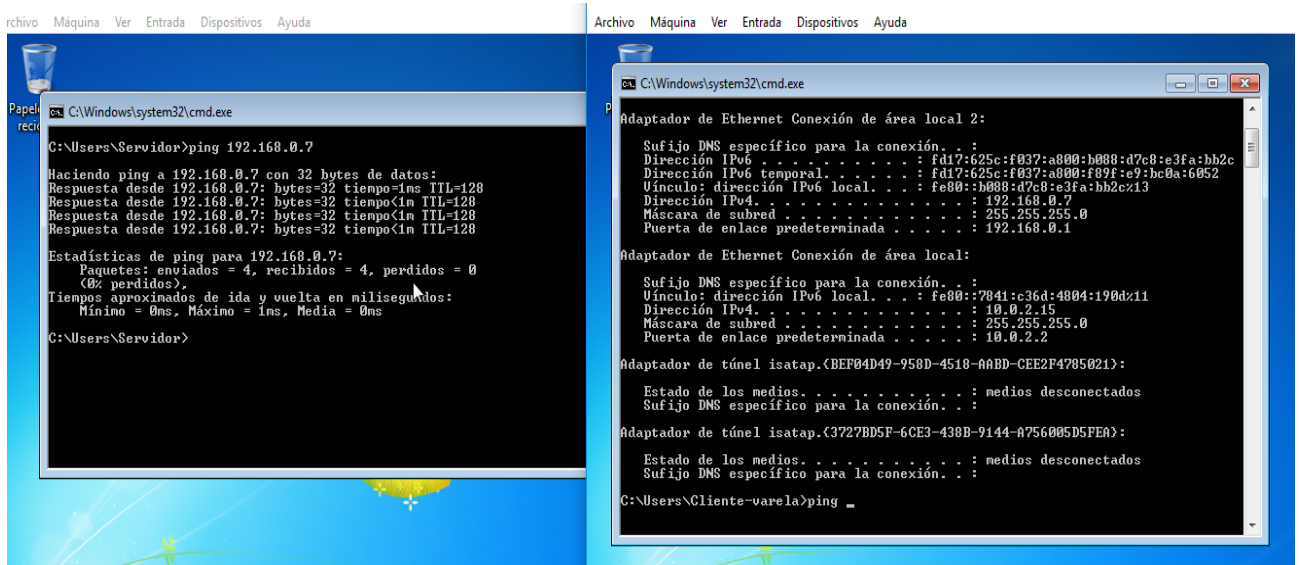 rchivo Máquina Ver Entrada Dispositivos Ayuda
Papele
recic
C:\Windows\system32\cmd.exe
C:\Users\Servidor>ping 192.168.0.7
Haciendo ping a 192.168.0.7 con 32 bytes de datos:
Respuesta desde 192.168.0.7: bytes=32 tiempo=1ms TTL=128
Respuesta desde 192.168.0.7: bytes=32 tiempo<1m TTL=128
Respuesta desde 192.168.0.7: bytes=32 tiempo<1m TTL=128
Respuesta desde 192.168.0.7: bytes=32 tiempo<1m TTL=128
Estadísticas de ping para 192.168.0.7:
Paquetes: enviados = 4, recibidos = 4, perdidos = 0
(0% perdidos),
Tiempos aproximados de ida y vuelta en milisegundos:
Mínimo = 0ms, Máximo = 1ms, Media = 0ms
C:\Users\Servidor>
Archivo Máquina Ver Entrada Dispositivos Ayuda
P
C:\Windows\system32\cmd.exe
Adaptador de Ethernet Conexión de área local 2:
Sufijo DNS específico para la conexión. . :
Dirección IPv6 . . . . . . . . . . : fd17:625c:f037:a800:b088:d7c8:e3fa:bb2c
Dirección IPv6 temporal. . . . . . : fd17:625c:f037:a800:f89f:e9:bc0a:6052
Vínculo: dirección IPv6 local. . . : fe80::b088:d7c8:e3fa:bb2c%13
Dirección IPv4. . . . . . . . . . . . . . : 192.168.0.7
Máscara de subred . . . . . . . . . . . . : 255.255.255.0
Puerta de enlace predeterminada . . . . . : 192.168.0.1
Adaptador de Ethernet Conexión de área local:
Sufijo DNS específico para la conexión. . :
Vínculo: dirección IPv6 local. . . : fe80::7841:c36d:4804:190d%11
Dirección IPv4. . . . . . . . . . . . . . : 10.0.2.15
Máscara de subred . . . . . . . . . . . . : 255.255.255.0
Puerta de enlace predeterminada . . . . . : 10.0.2.2
Adaptador de túnel isatap.{BEF04D49-958D-4518-AABD-CEE2F4785021}:
Estado de los medios. . . . . . . . . . . : medios desconectados
Sufijo DNS específico para la conexión. . :
Adaptador de túnel isatap.{3727BD5F-6CE3-438B-9144-A756005D5FEA}:
Estado de los medios. . . . . . . . . . . : medios desconectados
Sufijo DNS específico para la conexión. . :
C:\Users\Cliente-varela>ping _